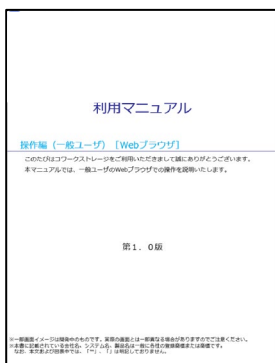 利用マニュアル
操作編（一般ユーザ）［Webブラウザ］
このたびはコワークストレージをご利用いただきまして誠にありがとうございます。
本マニュアルでは、一般ユーザのWebブラウザでの操作を説明いたします。
第1．0版
※一部画面イメージは開発中のものです。実際の画面とは一部異なる場合がありますのでご注意ください。
※本書に記載されている会社名、システム名、製品名は一般に各社の登録商標または商標です。
なお、本文および図表中では、「™」、「」は明記しておりません。